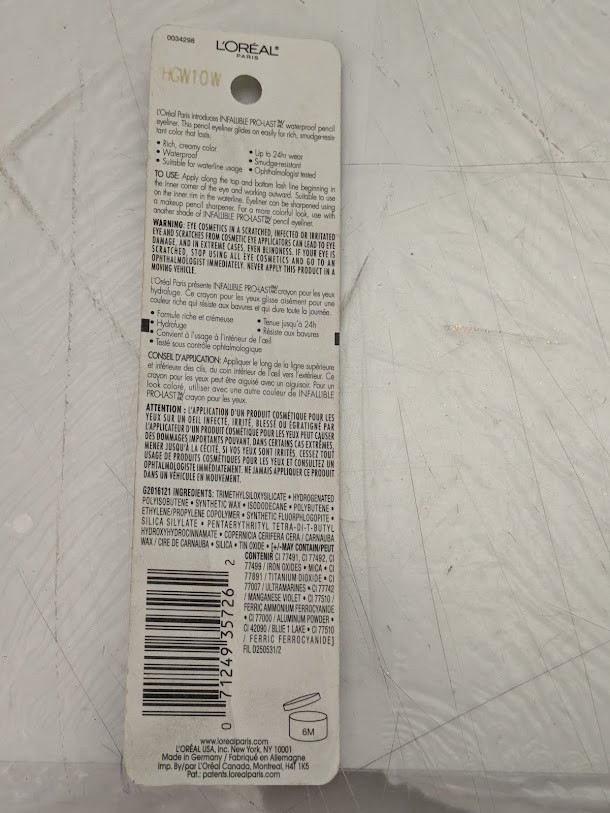 0034298
L'ORÉAL®
PARIS
HGW10W
L'Oréal Paris introduces INFALLIBLE PRO-LAST waterproof pencil
eyeliner. This pencil eyeliner glides on easily for rich, smudge-resis-
tant color that lasts.
• Rich, creamy color
• Waterproof
• Suitable for waterline usage
• Up to 24hr wear
• Smudge-resistant
• Ophthalmologist tested
TO USE: Apply along the top and bottom lash line beginning in
the inner corner of the eye and working outward. Suitable to use
on the inner rim in the waterline. Eyeliner can be sharpened using
a makeup pencil sharpener. For a more colorful look, use with
another shade of INFALLIBLE PRO-LAST pencil eyeliner.
WARNING: EYE COSMETICS IN A SCRATCHED, INFECTED OR IRRITATED
EYE AND SCRATCHES FROM COSMETIC EYE APPLICATORS CAN LEAD TO EYE
DAMAGE, AND IN EXTREME CASES, EVEN BLINDNESS. IF YOUR EYE IS
SCRATCHED, STOP USING ALL EYE COSMETICS AND GO TO AN
OPHTHALMOLOGIST IMMEDIATELY. NEVER APPLY THIS PRODUCT IN A
MOVING VEHICLE.
L'Oréal Paris présente INFALLIBLE PRO-LAST crayon pour les yeux
hydrofuge. Ce crayon pour les yeux glisse aisément pour une
couleur riche qui résiste aux bavures et qui dure toute la journée.
• Formule riche et crémeuse
• Hydrofuge
• Convient à l'usage à l'intérieur de l'œil
• Testé sous contrôle ophtalmologique
• Tenue jusqu'à 24h
• Résiste aux bavures
CONSEIL D'APPLICATION: Appliquer le long de la ligne supérieure
et inférieure des cils, du coin intérieur de l'œil vers l'extérieur. Ce
crayon pour les yeux peut être aiguisé avec un aiguisoir. Pour un
look coloré, utiliser avec une autre couleur de INFALLIBLE
PRO-LAST crayon pour les yeux.
ATTENTION : L'APPLICATION D'UN PRODUIT COSMÉTIQUE POUR LES
YEUX SUR UN OEIL INFECTÉ, IRRITÉ, BLESSÉ OU ÉGRATIGNÉ PAR
L'APPLICATEUR D'UN PRODUIT COSMÉTIQUE POUR LES YEUX PEUT CAUSER
DES DOMMAGES IMPORTANTS POUVANT, DANS CERTAINS CAS EXTRÊMES,
MENER JUSQU'À LA CÉCITÉ, SI VOS YEUX SONT IRRITÉS, CESSEZ TOUT
USAGE DE PRODUITS COSMÉTIQUES POUR LES YEUX ET CONSULTEZ UN
OPHTALMOLOGISTE IMMÉDIATEMENT. NE JAMAIS APPLIQUER CE PRODUIT
DANS UN VÉHICULE EN MOUVEMENT.
G2016121 INGREDIENTS: TRIMETHYLSILOXYSILICATE • HYDROGENATED
POLYISOBUTENE • SYNTHETIC WAX • ISODODECANE • POLYBUTENE •
ETHYLENE/PROPYLENE COPOLYMER • SYNTHETIC FLUORPHLOGOPITE •
SILICA SILYLATE • PENTAERYTHRITYL TETRA-DI-T-BUTYL
HYDROXYHYDROCINNAMATE • COPERNICIA CERIFERA CERA / CARNAUBA
WAX / CIRE DE CARNAUBA • SILICA • TIN OXIDE • [+/-MAY CONTAIN/PEUT
CONTENIR CI 77491, CI 77492, CI
77499 / IRON OXIDES • MICA • CI
77891 / TITANIUM DIOXIDE • CI
77007 / ULTRAMARINES • CI 77742
/ MANGANESE VIOLET • CI 77510 /
FERRIC AMMONIUM FERROCYANIDE
• CI 77000 / ALUMINUM POWDER •
CI 42090 / BLUE 1 LAKE • CI 77510
/ FERRIC FERROCYANIDE]
FIL D250531/2
0 71249 35726 2
6M
www.lorealparis.com
L'ORÉAL USA, Inc. New York, NY 10001
Made in Germany / Fabriqué en Allemagne
Imp. By/par L'Oréal Canada, Montreal, H4T 1K5
Pat.: patents.lorealparis.com